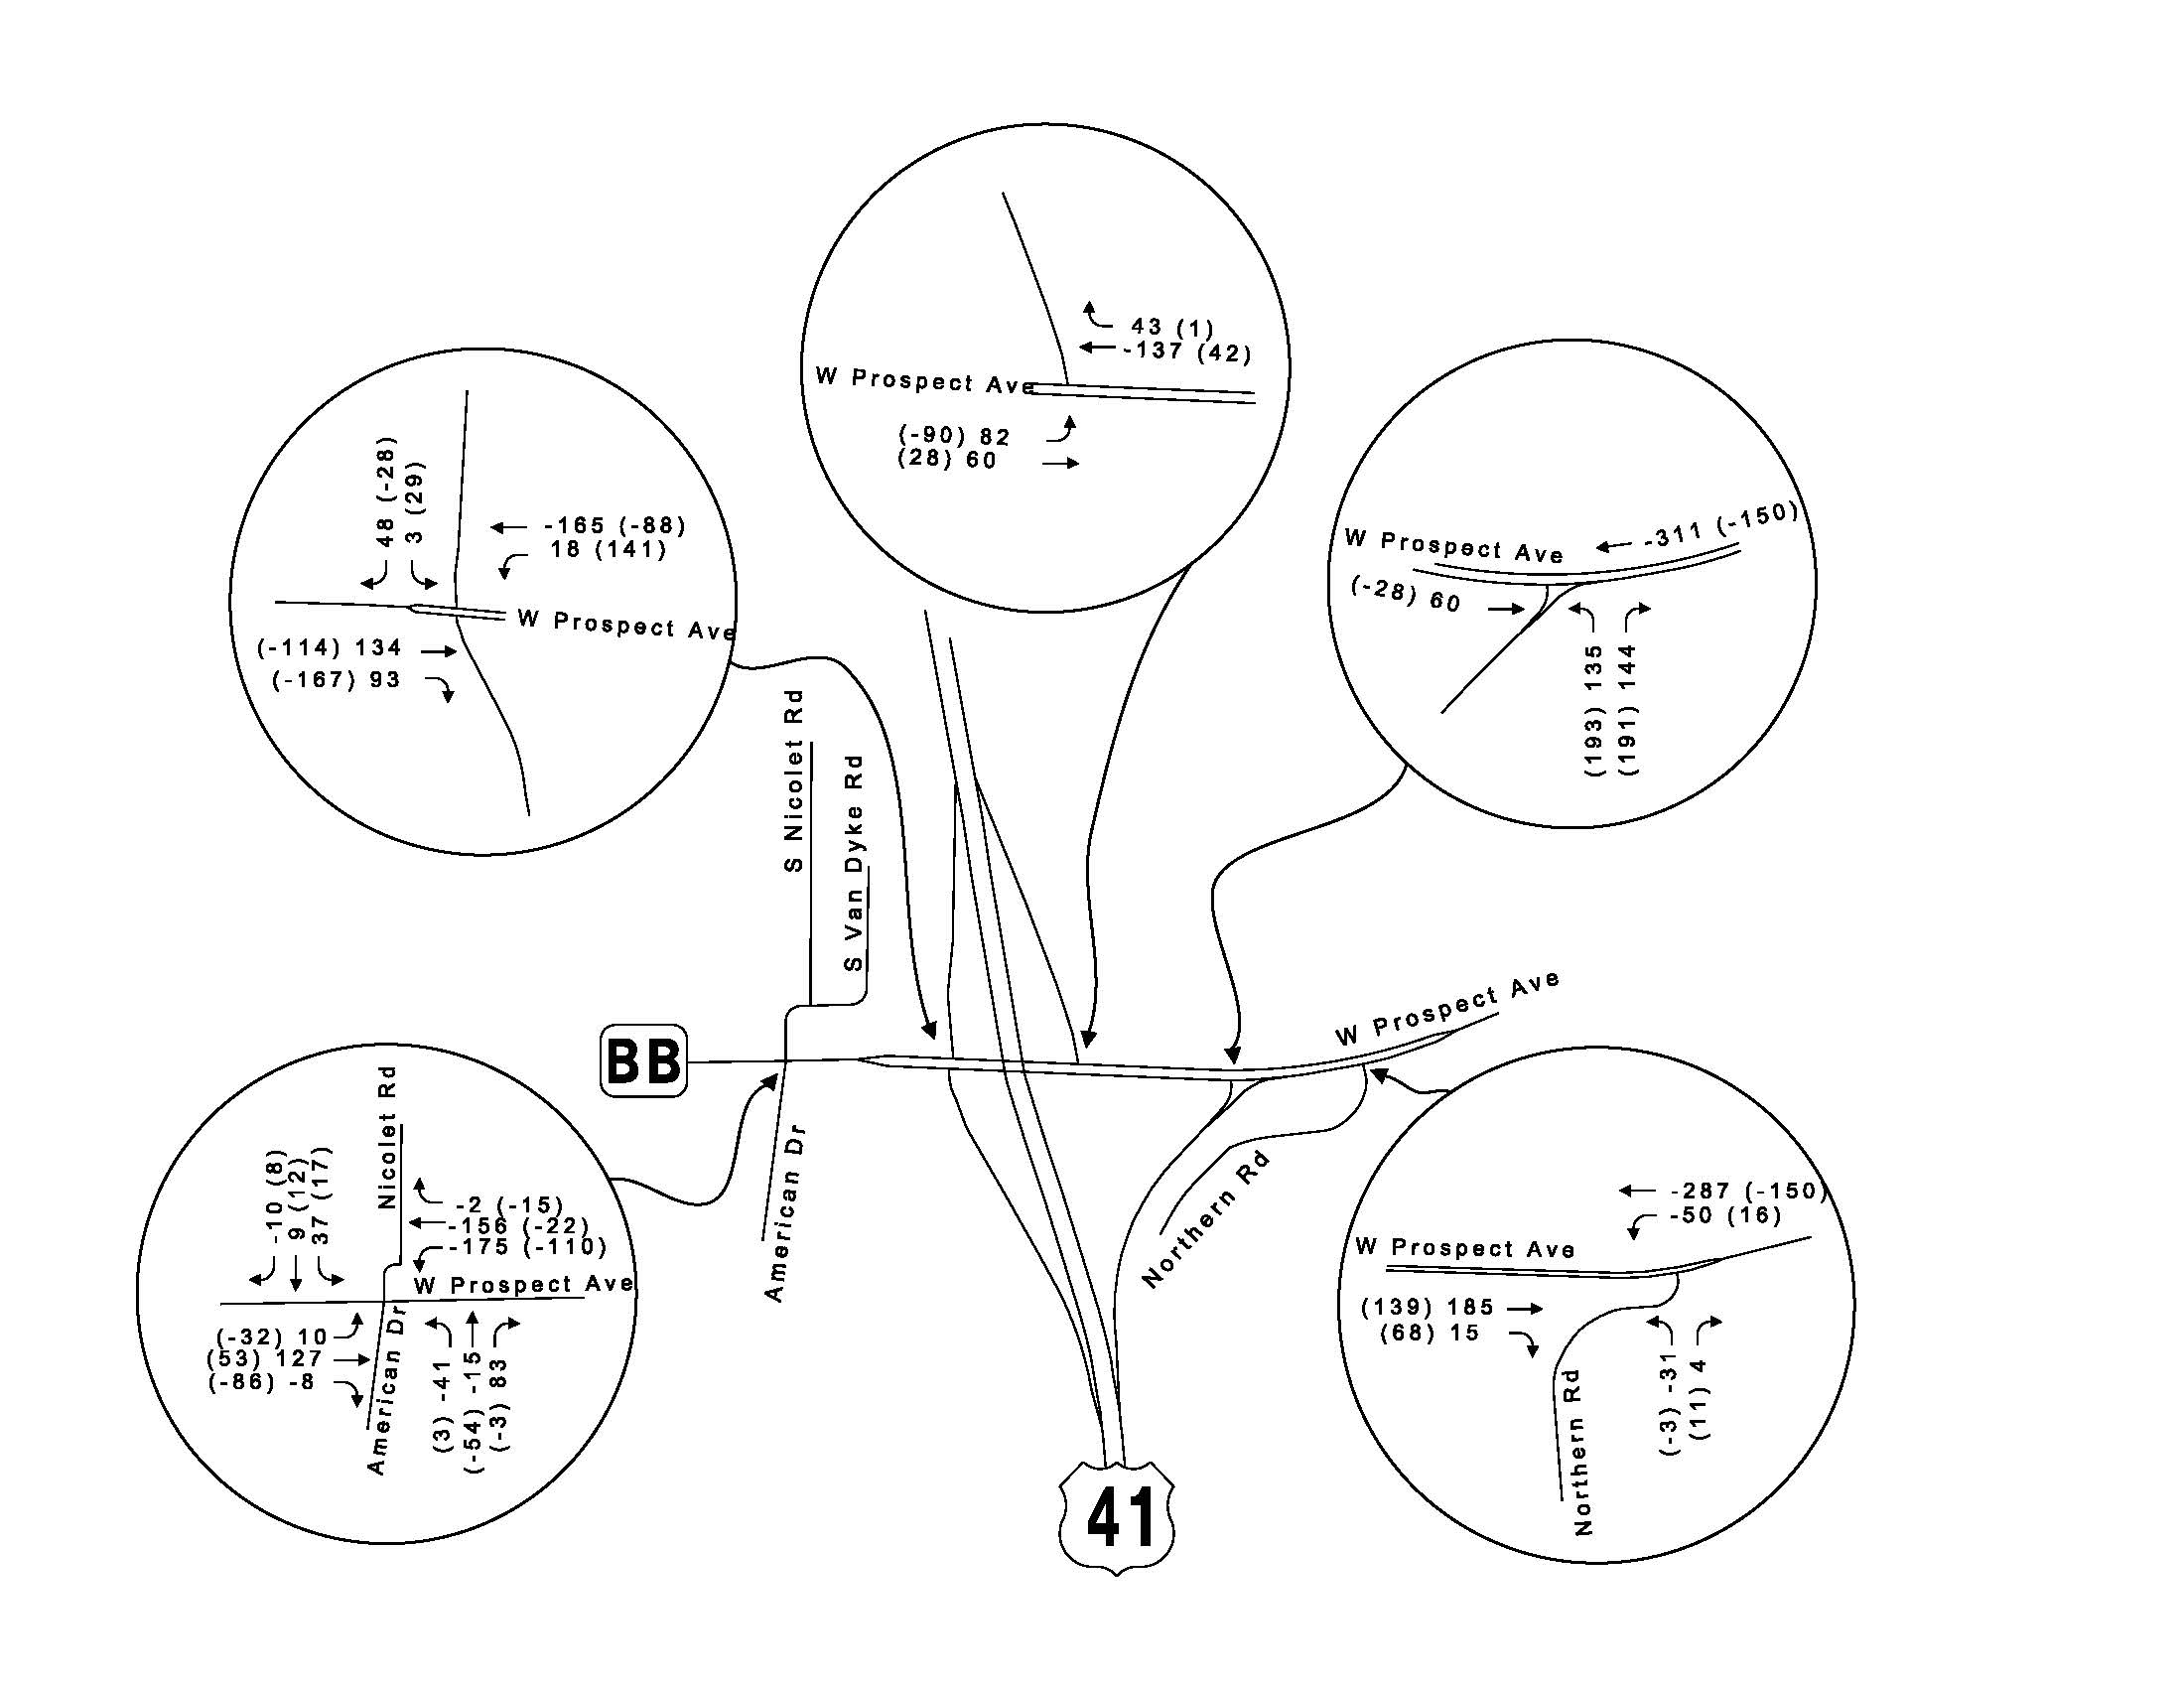 43 (1)
-137 (42)
W Prospect Ave
(-90) 82
(28) 60
48 (-28)
3 (29)
-165 (-88)
18 (141)
W Prospect Ave
(-114) 134
(-167) 93
-311 (-150)
W Prospect Ave
(-28) 60
(193) 135
(191) 144
S Nicolet Rd
S Van Dyke Rd
W Prospect Ave
BB
American Dr
Northern Rd
41
Nicolet Rd
-10 (8)
9 (12)
37 (17)
-2 (-15)
-156 (-22)
-175 (-110)
W Prospect Ave
(-32) 10
(53) 127
(-86) -8
American Dr
(3) -41
(-54) -15
(-3) 83
-287 (-150)
-50 (16)
W Prospect Ave
(139) 185
(68) 15
Northern Rd
(-3) -31
(11) 4